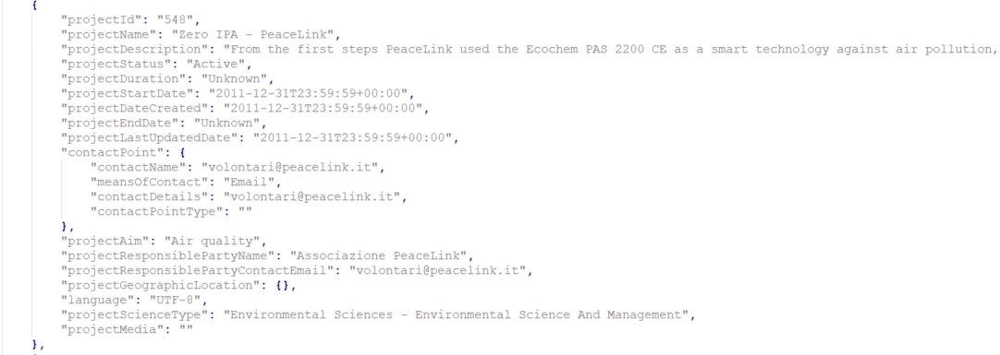 {
"projectId": "548",
"projectName": "Zero IPA - PeaceLink",
"projectDescription": "From the first steps PeaceLink used the Ecochem PAS 2200 CE as a smart technology against air pollution,
"projectStatus": "Active",
"projectDuration": "Unknown",
"projectStartDate": "2011-12-31T23:59:59+00:00",
"projectDateCreated": "2011-12-31T23:59:59+00:00",
"projectEndDate": "Unknown",
"projectLastUpdatedDate": "2011-12-31T23:59:59+00:00",
"contactPoint": {
"contactName": "volontari@peacelink.it",
"meansOfContact": "Email",
"contactDetails": "volontari@peacelink.it",
"contactPointType": ""
},
"projectAim": "Air quality",
"projectResponsiblePartyName": "Associazione PeaceLink",
"projectResponsiblePartyContactEmail": "volontari@peacelink.it",
"projectGeographicLocation": {},
"language": "UTF-8",
"projectScienceType": "Environmental Sciences - Environmental Science And Management",
"projectMedia": ""
},